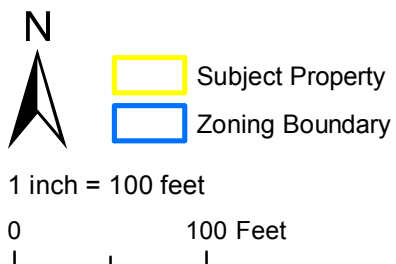 N
Subject Property
Zoning Boundary
1 inch = 100 feet
0 100 Feet